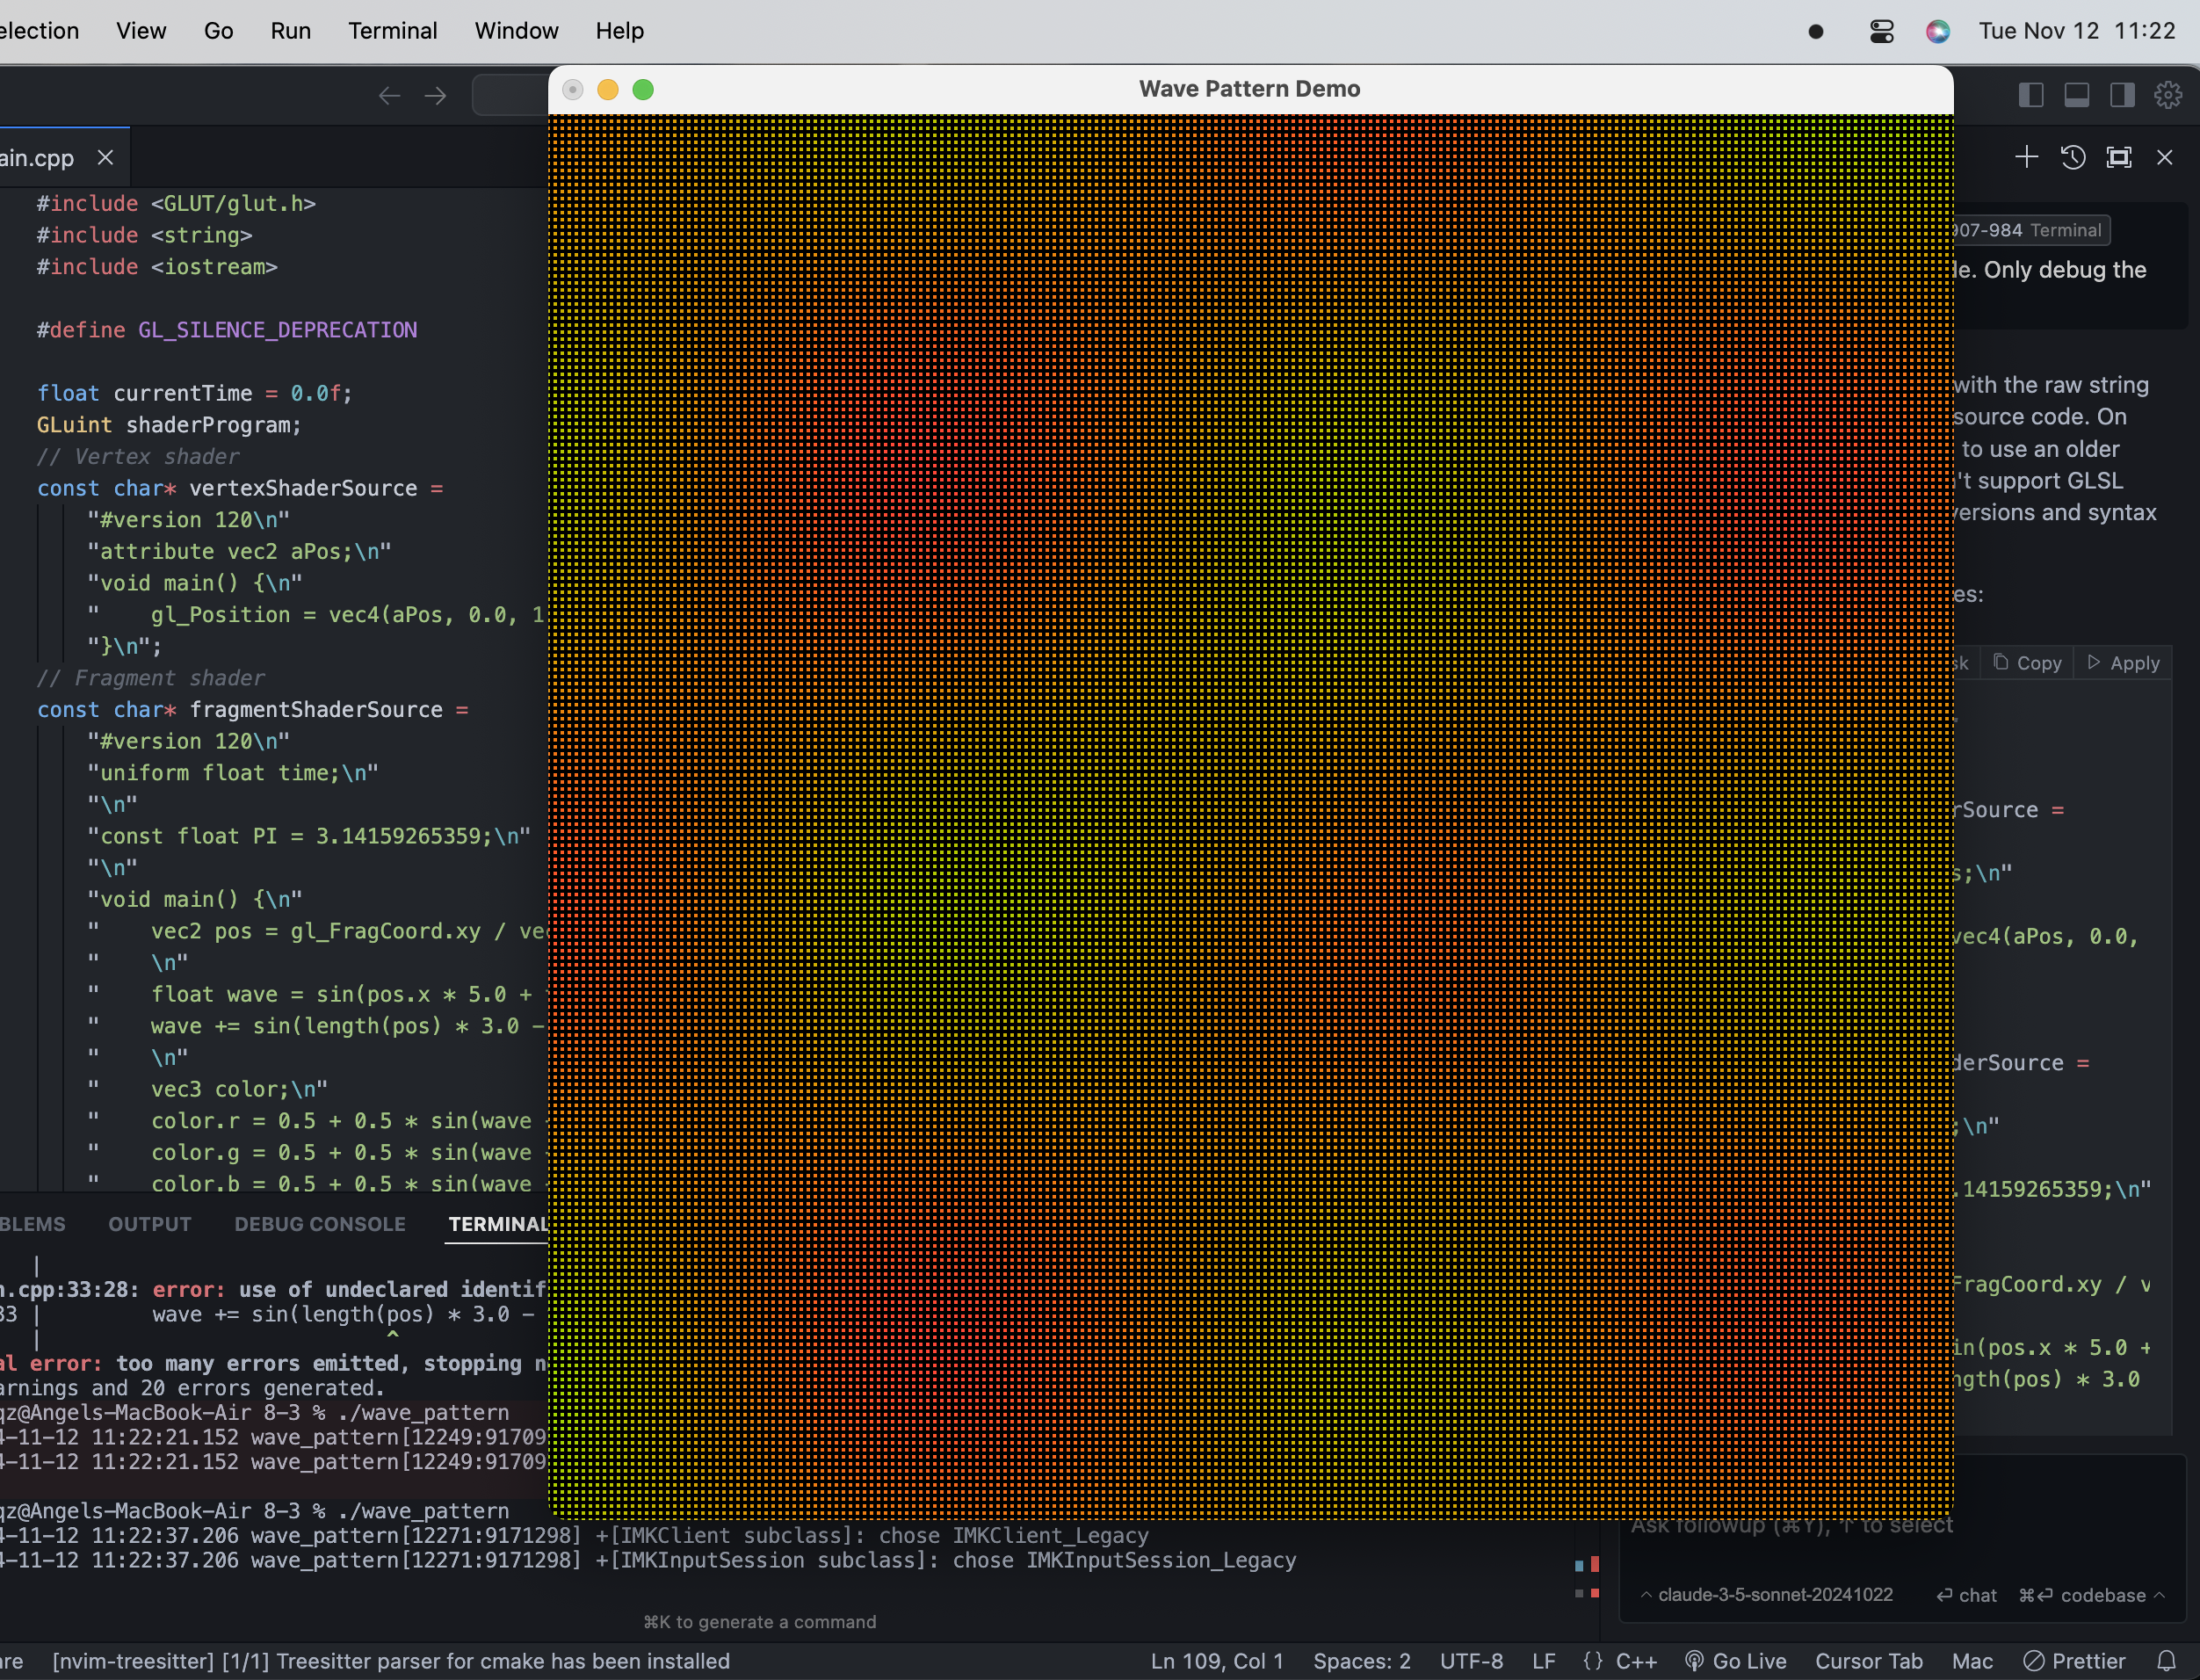 election View Go Run Terminal Window Help Tue Nov 12 11:22
Wave Pattern Demo
ain.cpp
#include <GLUT/glut.h>
#include <string>
#include <iostream>
#define GL_SILENCE_DEPRECATION
float currentTime = 0.0f;
GLuint shaderProgram;
// Vertex shader
const char* vertexShaderSource =
"#version 120\n"
"attribute vec2 aPos;\n"
"void main() {\n"
" gl_Position = vec4(aPos, 0.0, 1
"}\n";
// Fragment shader
const char* fragmentShaderSource =
"#version 120\n"
"uniform float time;\n"
"\n"
"const float PI = 3.14159265359;\n"
"\n"
"void main() {\n"
" vec2 pos = gl_FragCoord.xy / vec
" \n"
" float wave = sin(pos.x * 5.0 +
" wave += sin(length(pos) * 3.0 -
" \n"
" vec3 color;\n"
" color.r = 0.5 + 0.5 * sin(wave
" color.g = 0.5 + 0.5 * sin(wave
" color.b = 0.5 + 0.5 * sin(wave
BLEMS OUTPUT DEBUG CONSOLE TERMINAL
|
n.cpp:33:28: error: use of undeclared identif
33 | wave += sin(length(pos) * 3.0 -
| ^
al error: too many errors emitted, stopping n
arnings and 20 errors generated.
qz@Angels-MacBook-Air 8-3 % ./wave_pattern
4-11-12 11:22:21.152 wave_pattern[12249:91709
4-11-12 11:22:21.152 wave_pattern[12249:91709
qz@Angels-MacBook-Air 8-3 % ./wave_pattern
4-11-12 11:22:37.206 wave_pattern[12271:9171298] +[IMKClient subclass]: chose IMKClient_Legacy
4-11-12 11:22:37.206 wave_pattern[12271:9171298] +[IMKInputSession subclass]: chose IMKInputSession_Legacy
⌘K to generate a command
907-984 Terminal
le. Only debug the
with the raw string
source code. On
to use an older
't support GLSL
versions and syntax
es:
sk Copy Apply
rSource =
s;\n"
vec4(aPos, 0.0,
derSource =
;\n"
.14159265359;\n"
FragCoord.xy / v
in(pos.x * 5.0 +
ngth(pos) * 3.0
Ask followup (⌘Y), ↑ to select
^ claude-3-5-sonnet-20241022 ⏎ chat ⌘⏎ codebase ^
are [nvim-treesitter] [1/1] Treesitter parser for cmake has been installed Ln 109, Col 1 Spaces: 2 UTF-8 LF {} C++ Go Live Cursor Tab Mac Prettier